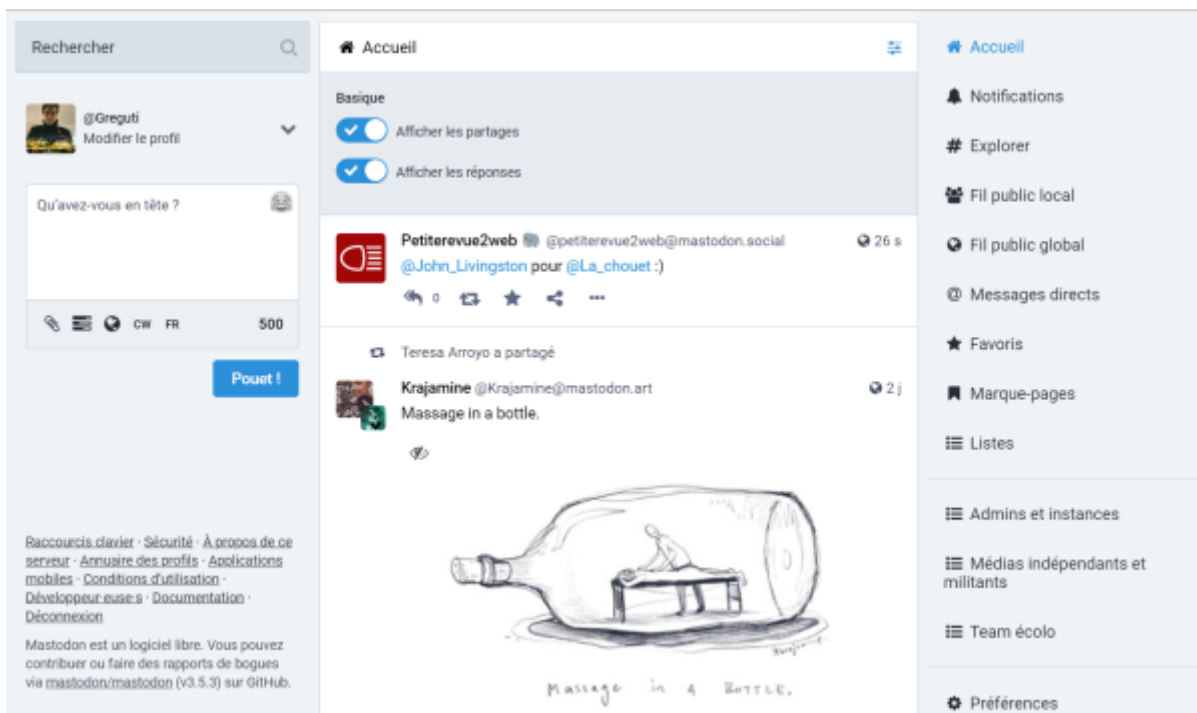 Rechercher
@Greguti
Modifier le profil
Qu'avez-vous en tête ?
CW FR 500
Pouet !
Raccourcis clavier · Sécurité · À propos de ce
serveur · Annuaire des profils · Applications
mobiles · Conditions d'utilisation ·
Développeur·euse·s · Documentation ·
Déconnexion
Mastodon est un logiciel libre. Vous pouvez
contribuer ou faire des rapports de bogues
via mastodon/mastodon (v3.5.3) sur GitHub.
Accueil
Basique
Afficher les partages
Afficher les réponses
Petiterevue2web @petiterevue2web@mastodon.social 26 s
@John_Livingston pour @La_chouet :)
0
Teresa Arroyo a partagé
Krajamine @Krajamine@mastodon.art 2 j
Massage in a bottle.
Massage in a BOTTLE.
Accueil
Notifications
# Explorer
Fil public local
Fil public global
@ Messages directs
Favoris
Marque-pages
Listes
Admins et instances
Médias indépendants et
militants
Team écolo
Préférences